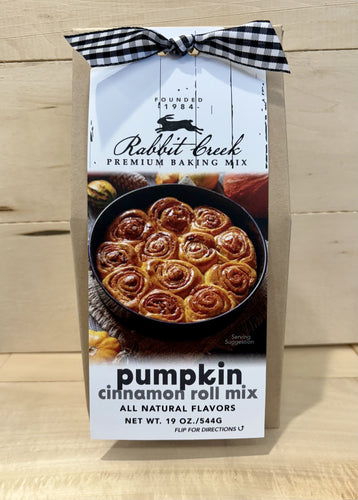 FOUNDED
1984
Rabbit Creek
PREMIUM BAKING MIX
Serving
Suggestion
pumpkin
cinnamon roll mix
ALL NATURAL FLAVORS
NET WT. 19 OZ./544G
FLIP FOR DIRECTIONS